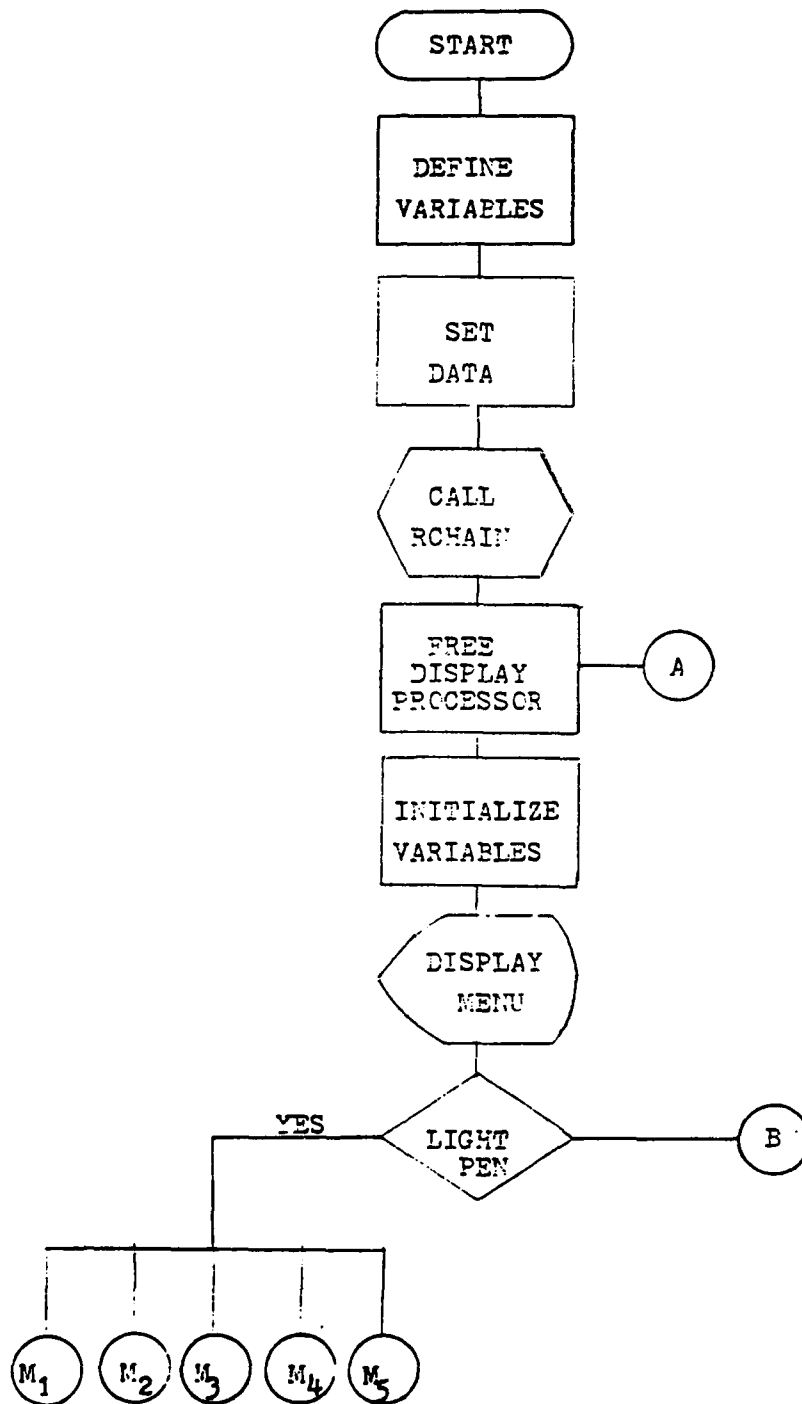 START
DEFINE
VARIABLES
SET
DATA
CALL
RCHAIN
FREE
DISPLAY
PROCESSOR
A
INITIALIZE
VARIABLES
DISPLAY
MENU
YES
LIGHT
PEN
B
M1 M2 M3 M4 M5